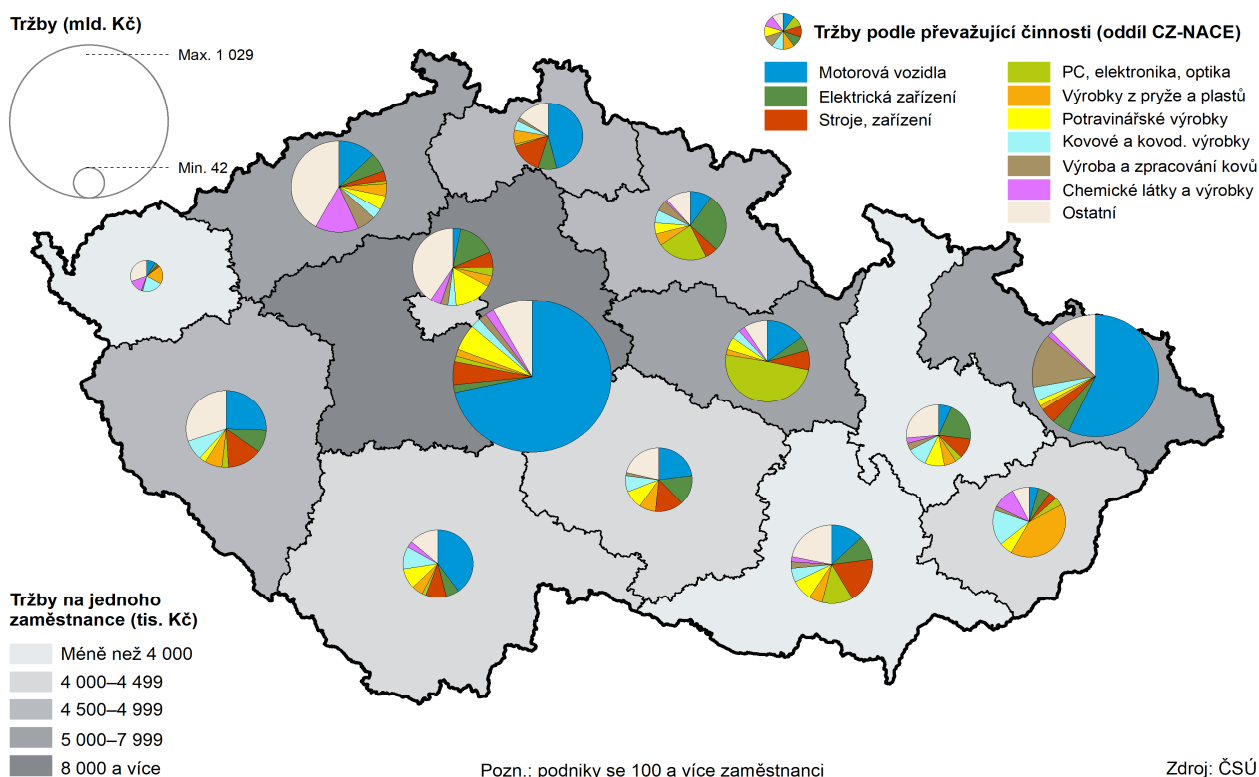 Tržby (mld. Kč)
Max. 1 029
Min. 42
Tržby podle převažující činnosti (oddíl CZ-NACE)
Motorová vozidla
Elektrická zařízení
Stroje, zařízení
PC, elektronika, optika
Výrobky z pryže a plastů
Potravinářské výrobky
Kovové a kovod. výrobky
Výroba a zpracování kovů
Chemické látky a výrobky
Ostatní
Tržby na jednoho
zaměstnance (tis. Kč)
Méně než 4 000
4 000–4 499
4 500–4 999
5 000–7 999
8 000 a více
Pozn.: podniky se 100 a více zaměstnanci
Zdroj: ČSÚ